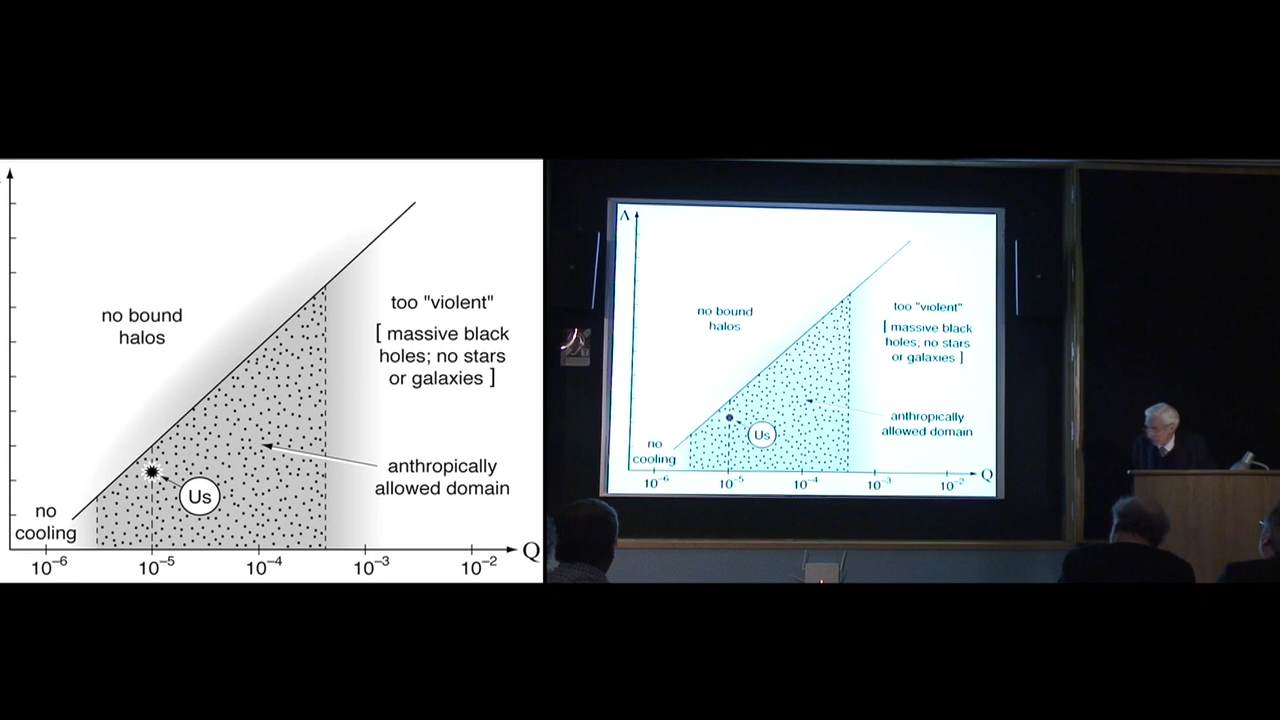 no bound
halos
too "violent"
[ massive black
holes; no stars
or galaxies ]
anthropically
allowed domain
Us
no
cooling
Q
10⁻⁶
10⁻⁵
10⁻⁴
10⁻³
10⁻²
Λ
no bound
halos
too "violent"
[ massive black
holes; no stars
or galaxies ]
anthropically
allowed domain
Us
no
cooling
Q
10⁻⁶
10⁻⁵
10⁻⁴
10⁻³
10⁻²